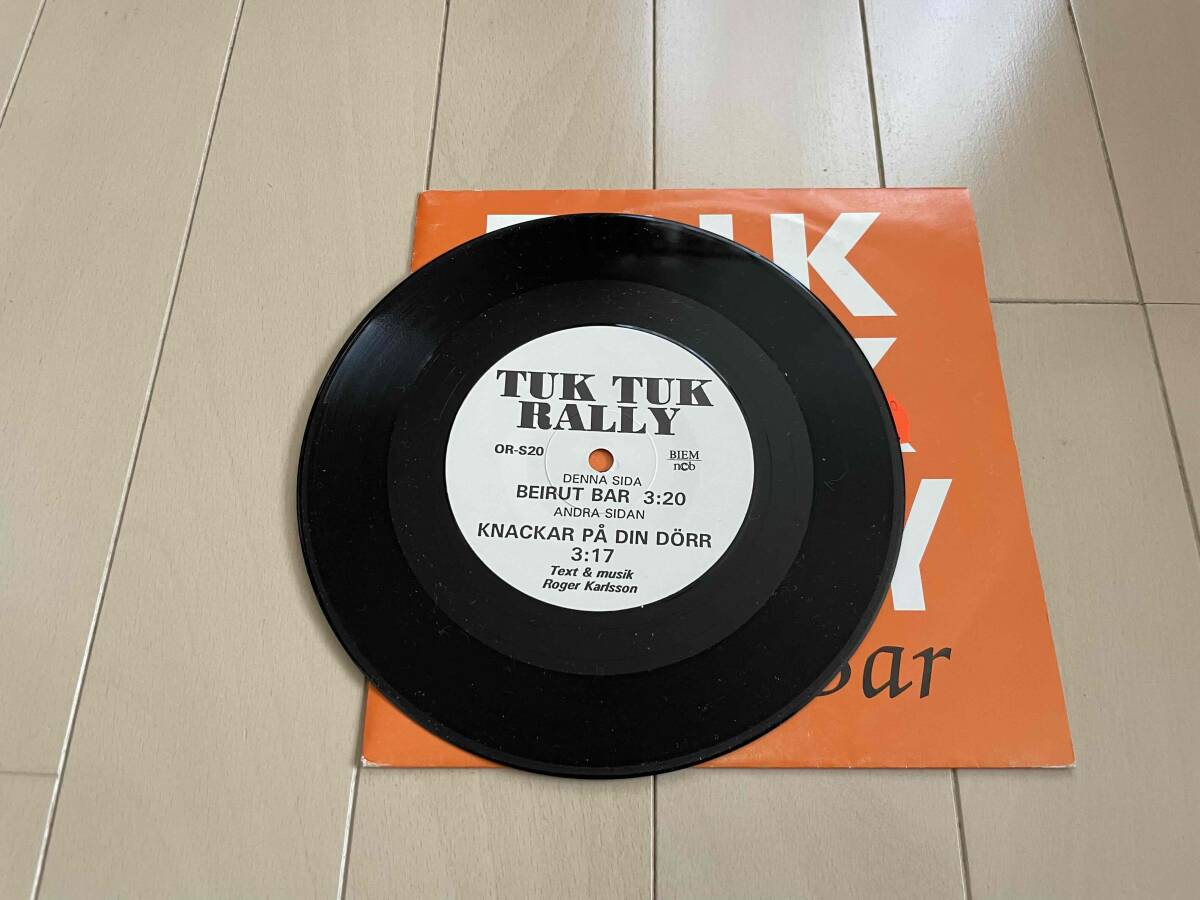 TUK TUK
RALLY
OR-S20
BIEM
ncb
DENNA SIDA
BEIRUT BAR 3:20
ANDRA SIDAN
KNACKAR PÅ DIN DÖRR
3:17
Text & musik
Roger Karlsson
K
Y
Bar